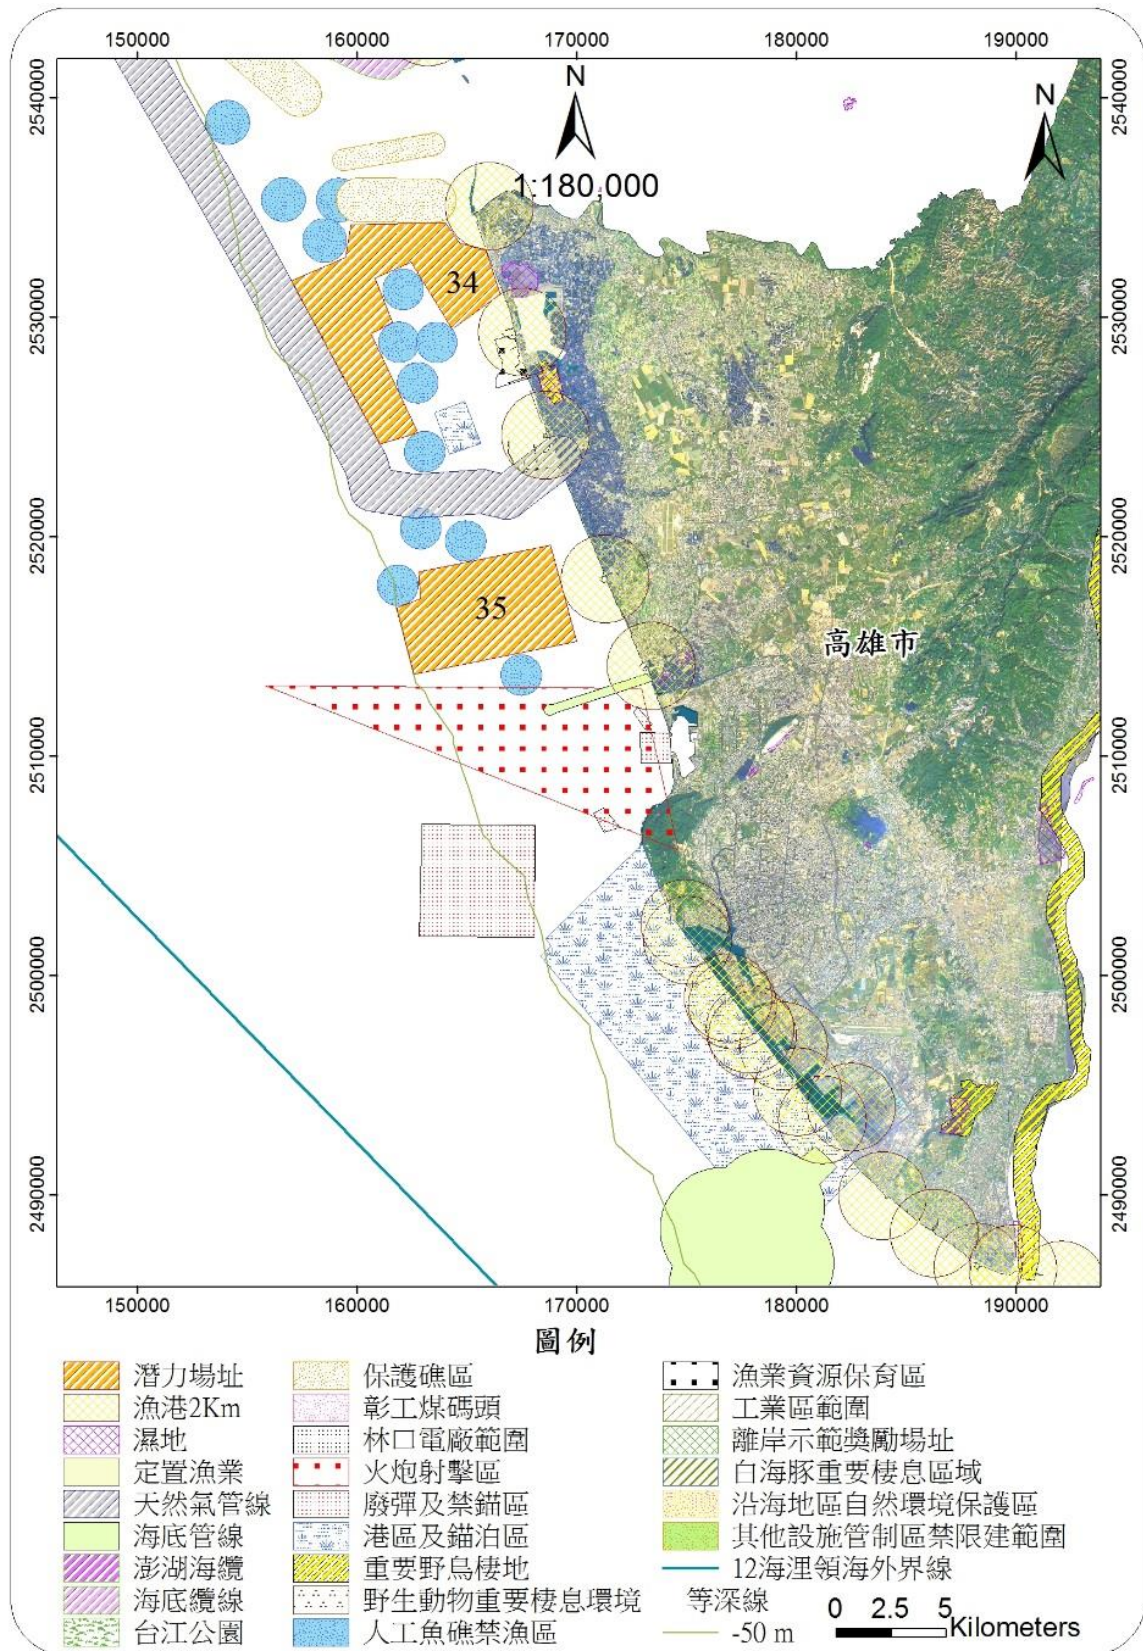 150000 160000 170000 180000 190000
N
N
1:180,000
2540000
2540000
34
2530000
2530000
2520000
2520000
35
高雄市
2510000
2510000
2500000
2500000
2490000
2490000
150000 160000 170000 180000 190000
圖例
潛力場址
漁港2Km
濕地
定置漁業
天然氣管線
海底管線
澎湖海纜
海底纜線
台江公園
保護礁區
彰工煤碼頭
林口電廠範圍
火炮射擊區
廢彈及禁錨區
港區及錨泊區
重要野鳥棲地
野生動物重要棲息環境
人工魚礁禁漁區
漁業資源保育區
工業區範圍
離岸示範獎勵場址
白海豚重要棲息區域
沿海地區自然環境保護區
其他設施管制區禁限建範圍
12海浬領海外界線
等深線
-50 m
0 2.5 5
Kilometers